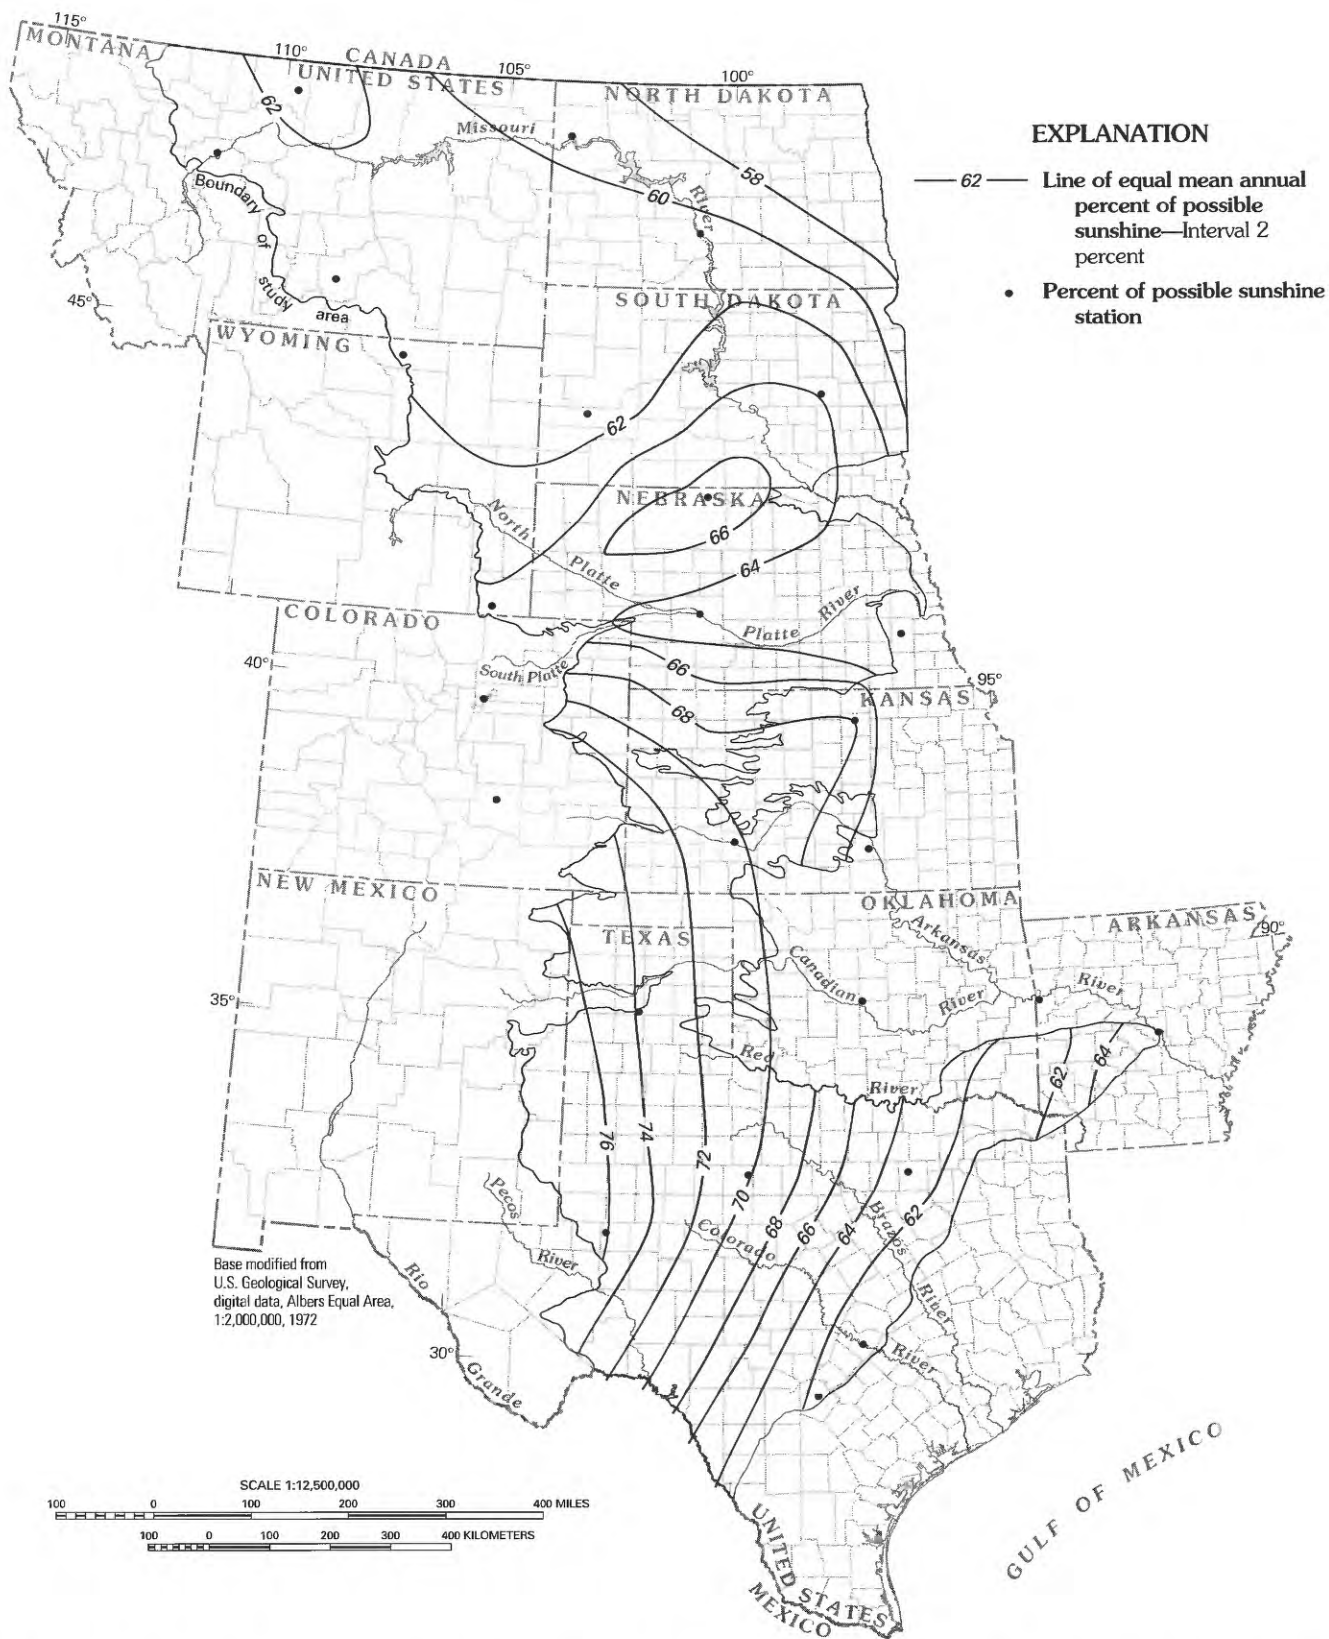 115°
MONTANA
110°
CANADA
UNITED STATES
105°
100°
NORTH DAKOTA
62
Missouri
River
58
60
Boundary
of
study
area
45°
WYOMING
SOUTH DAKOTA
62
NEBRASKA
66
64
North
Platte
Platte
River
COLORADO
40°
South Platte
66
68
KANSAS
95°
NEW MEXICO
OKLAHOMA
ARKANSAS
90°
TEXAS
Arkansas
River
Canadian
River
35°
Red
River
62
64
76
74
72
70
68
66
64
62
Pecos
River
Colorado
River
Brazos
River
Rio
Grande
30°
Base modified from
U.S. Geological Survey,
digital data, Albers Equal Area,
1:2,000,000, 1972
UNITED STATES
MEXICO
GULF OF MEXICO
EXPLANATION
62
Line of equal mean annual
percent of possible
sunshine—Interval 2
percent
Percent of possible sunshine
station
SCALE 1:12,500,000
100 0 100 200 300 400 MILES
100 0 100 200 300 400 KILOMETERS